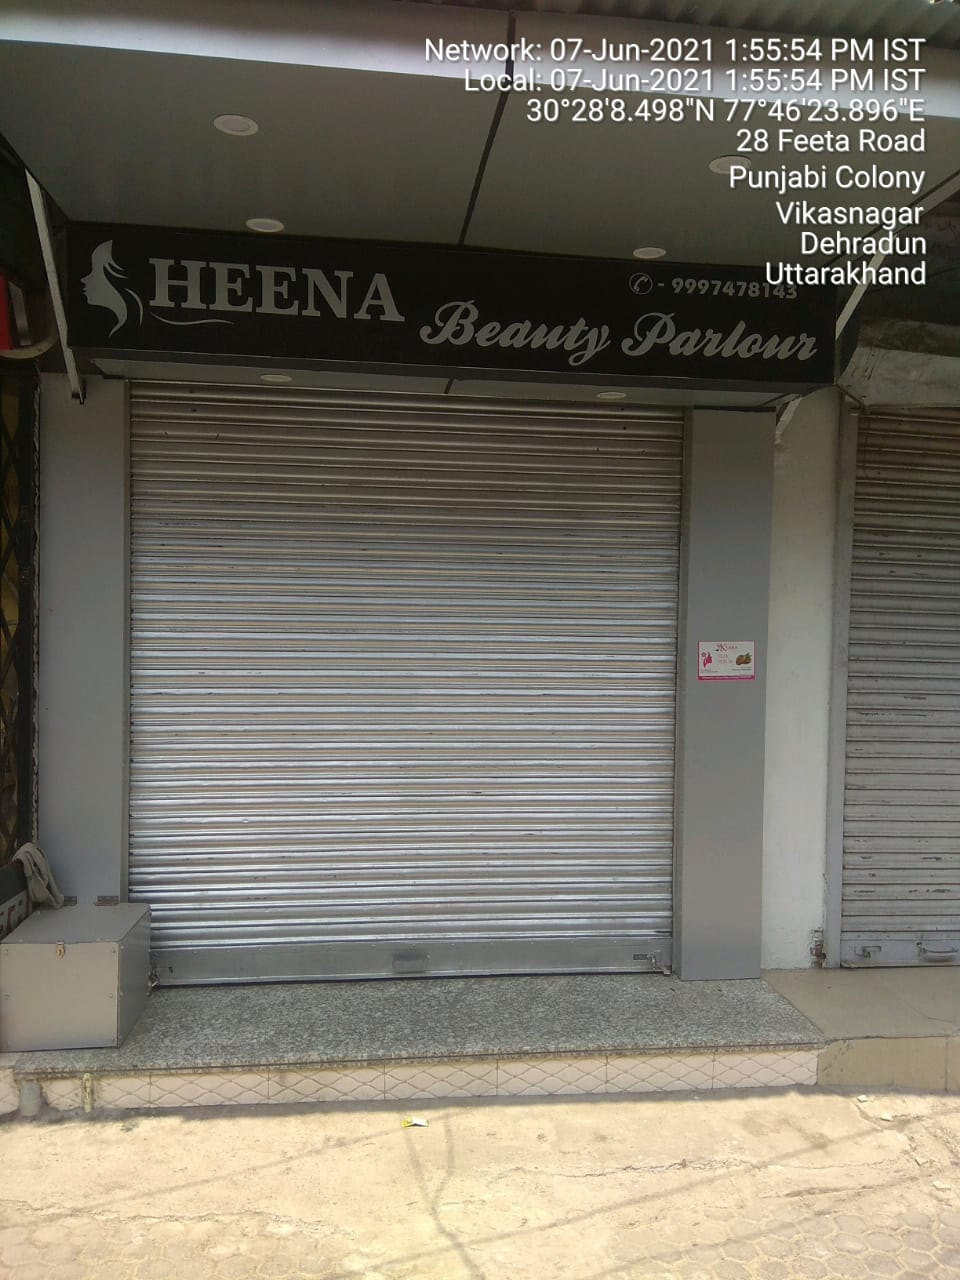 Network: 07-Jun-2021 1:55:54 PM IST
Local: 07-Jun-2021 1:55:54 PM IST
30°28'8.498"N 77°46'23.896"E
28 Feeta Road
Punjabi Colony
Vikasnagar
Dehradun
Uttarakhand
HEENA
- 9997478143
Beauty Parlour